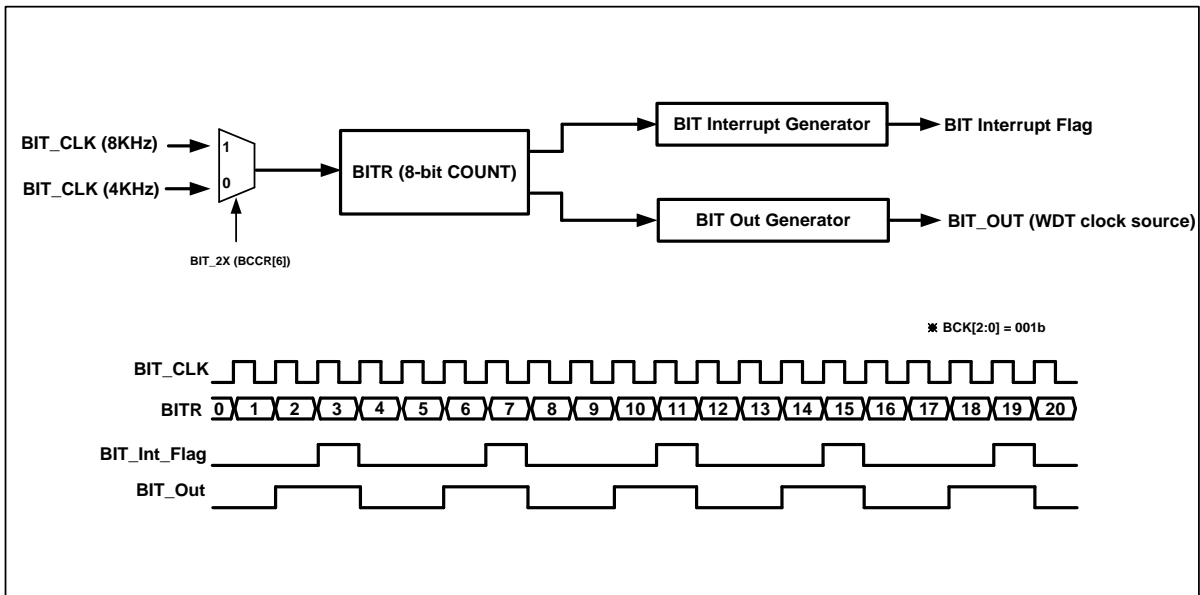 BIT_CLK (8KHz)
BIT_CLK (4KHz)
1
0
BIT_2X (BCCR[6])
BITR (8-bit COUNT)
BIT Interrupt Generator
BIT Interrupt Flag
BIT Out Generator
BIT_OUT (WDT clock source)
※ BCK[2:0] = 001b
BIT_CLK
BITR 0 1 2 3 4 5 6 7 8 9 10 11 12 13 14 15 16 17 18 19 20
BIT_Int_Flag
BIT_Out